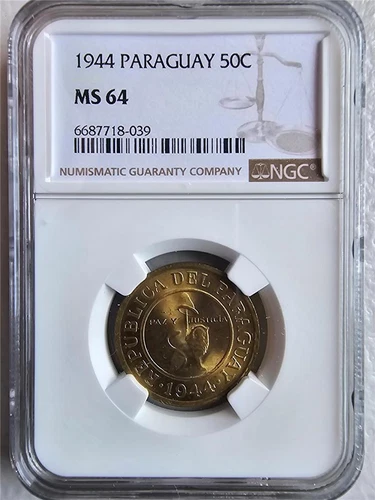 1944 PARAGUAY 50C
MS 64
6687718-039
NUMISMATIC GUARANTY COMPANY
NGC
REPUBLICA DEL PARAGUAY
PAZ Y JUSTICIA
• 1944 •